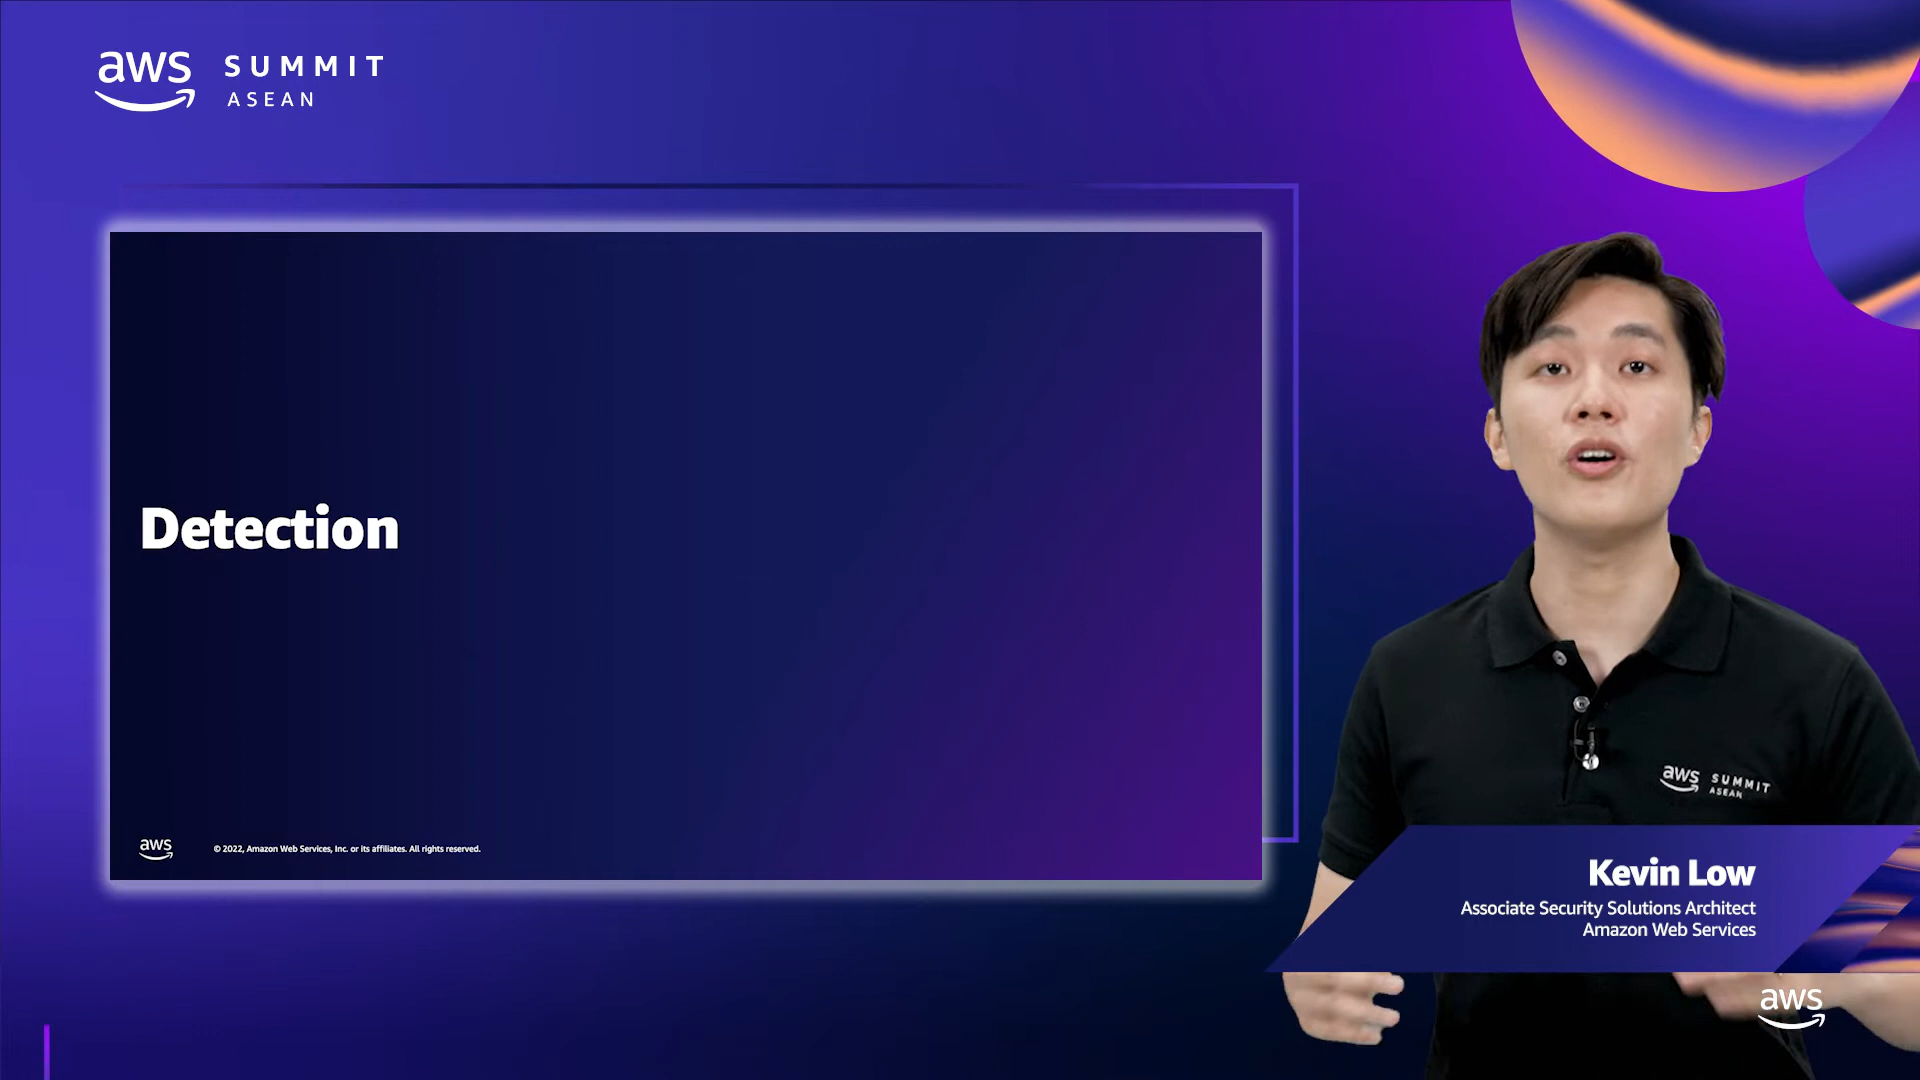 aws SUMMIT
ASEAN
Detection
aws © 2022, Amazon Web Services, Inc. or its affiliates. All rights reserved.
aws SUMMIT
ASEAN
Kevin Low
Associate Security Solutions Architect
Amazon Web Services
aws